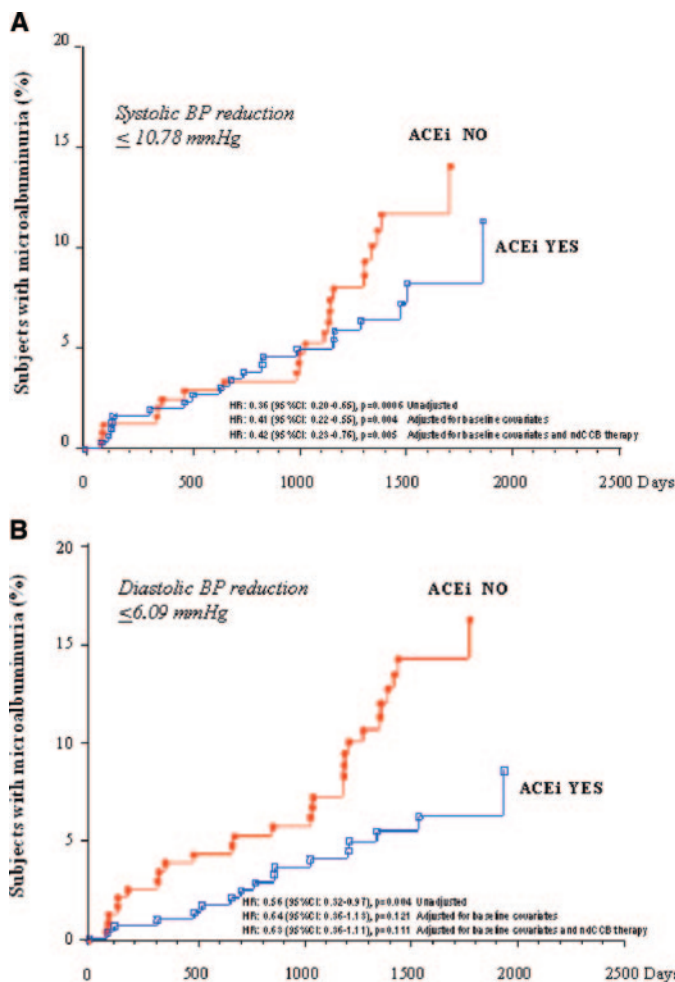 A
20
Systolic BP reduction
≤ 10.78 mmHg
ACEi NO
15
ACEi YES
10
5
0
Subjects with microalbuminuria (%)
HR: 0.36 (95%CI: 0.20-0.65), p=0.0006 Unadjusted
HR: 0.41 (95%CI: 0.22-0.55), p=0.004 Adjusted for baseline covariates
HR: 0.42 (95%CI: 0.23-0.76), p=0.005 Adjusted for baseline covariates and ndCCB therapy
0 500 1000 1500 2000 2500 Days
B
20
Diastolic BP reduction
≤6.09 mmHg
ACEi NO
15
ACEi YES
10
5
0
Subjects with microalbuminuria (%)
HR: 0.56 (95%CI: 0.32-0.97), p=0.004 Unadjusted
HR: 0.64 (95%CI: 0.36-1.13), p=0.121 Adjusted for baseline covariates
HR: 0.63 (95%CI: 0.36-1.11), p=0.111 Adjusted for baseline covariates and ndCCB therapy
0 500 1000 1500 2000 2500 Days